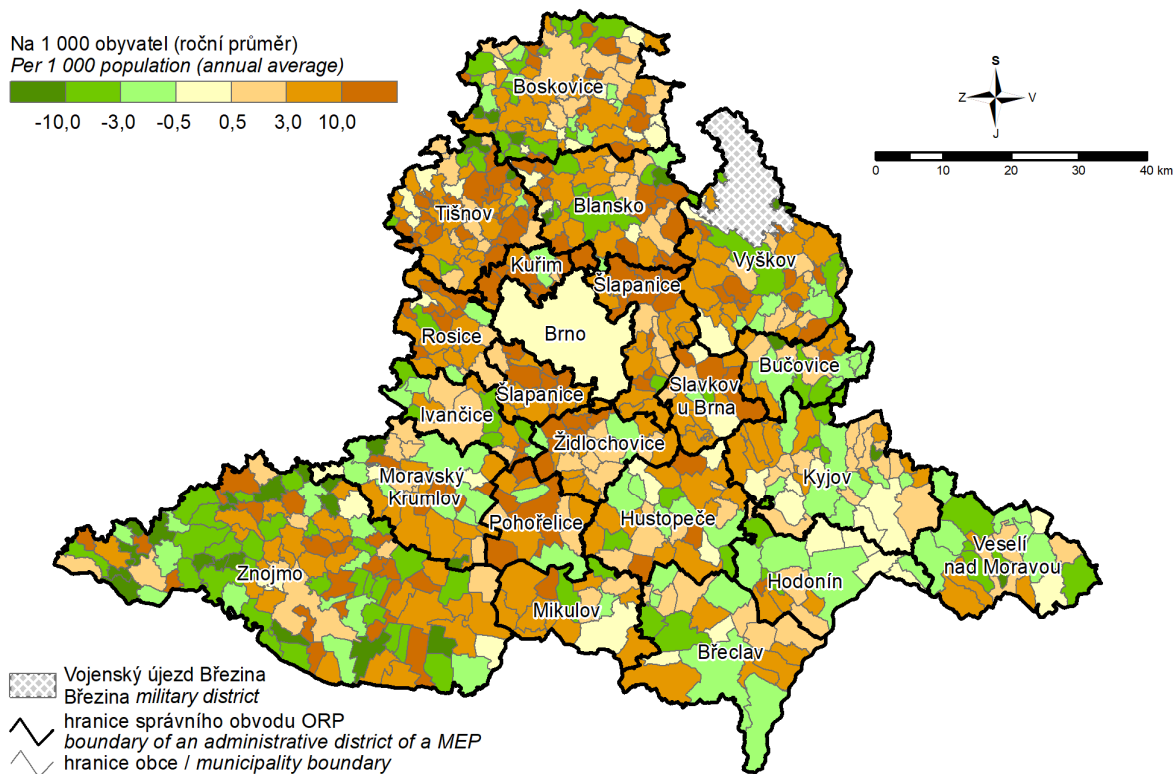 Na 1 000 obyvatel (roční průměr)
Per 1 000 population (annual average)
-10,0 -3,0 -0,5 0,5 3,0 10,0
S
Z V
J
0 10 20 30 40 km
Boskovice
Tišnov
Blansko
Vyškov
Kuřim
Šlapanice
Rosice
Brno
Bučovice
Šlapanice
Slavkov
u Brna
Ivančice
Židlochovice
Moravský
Krumlov
Kyjov
Pohořelice
Hustopeče
Veselí
nad Moravou
Znojmo
Hodonín
Mikulov
Břeclav
Vojenský újezd Březina
Březina military district
hranice správního obvodu ORP
boundary of an administrative district of a MEP
hranice obce / municipality boundary